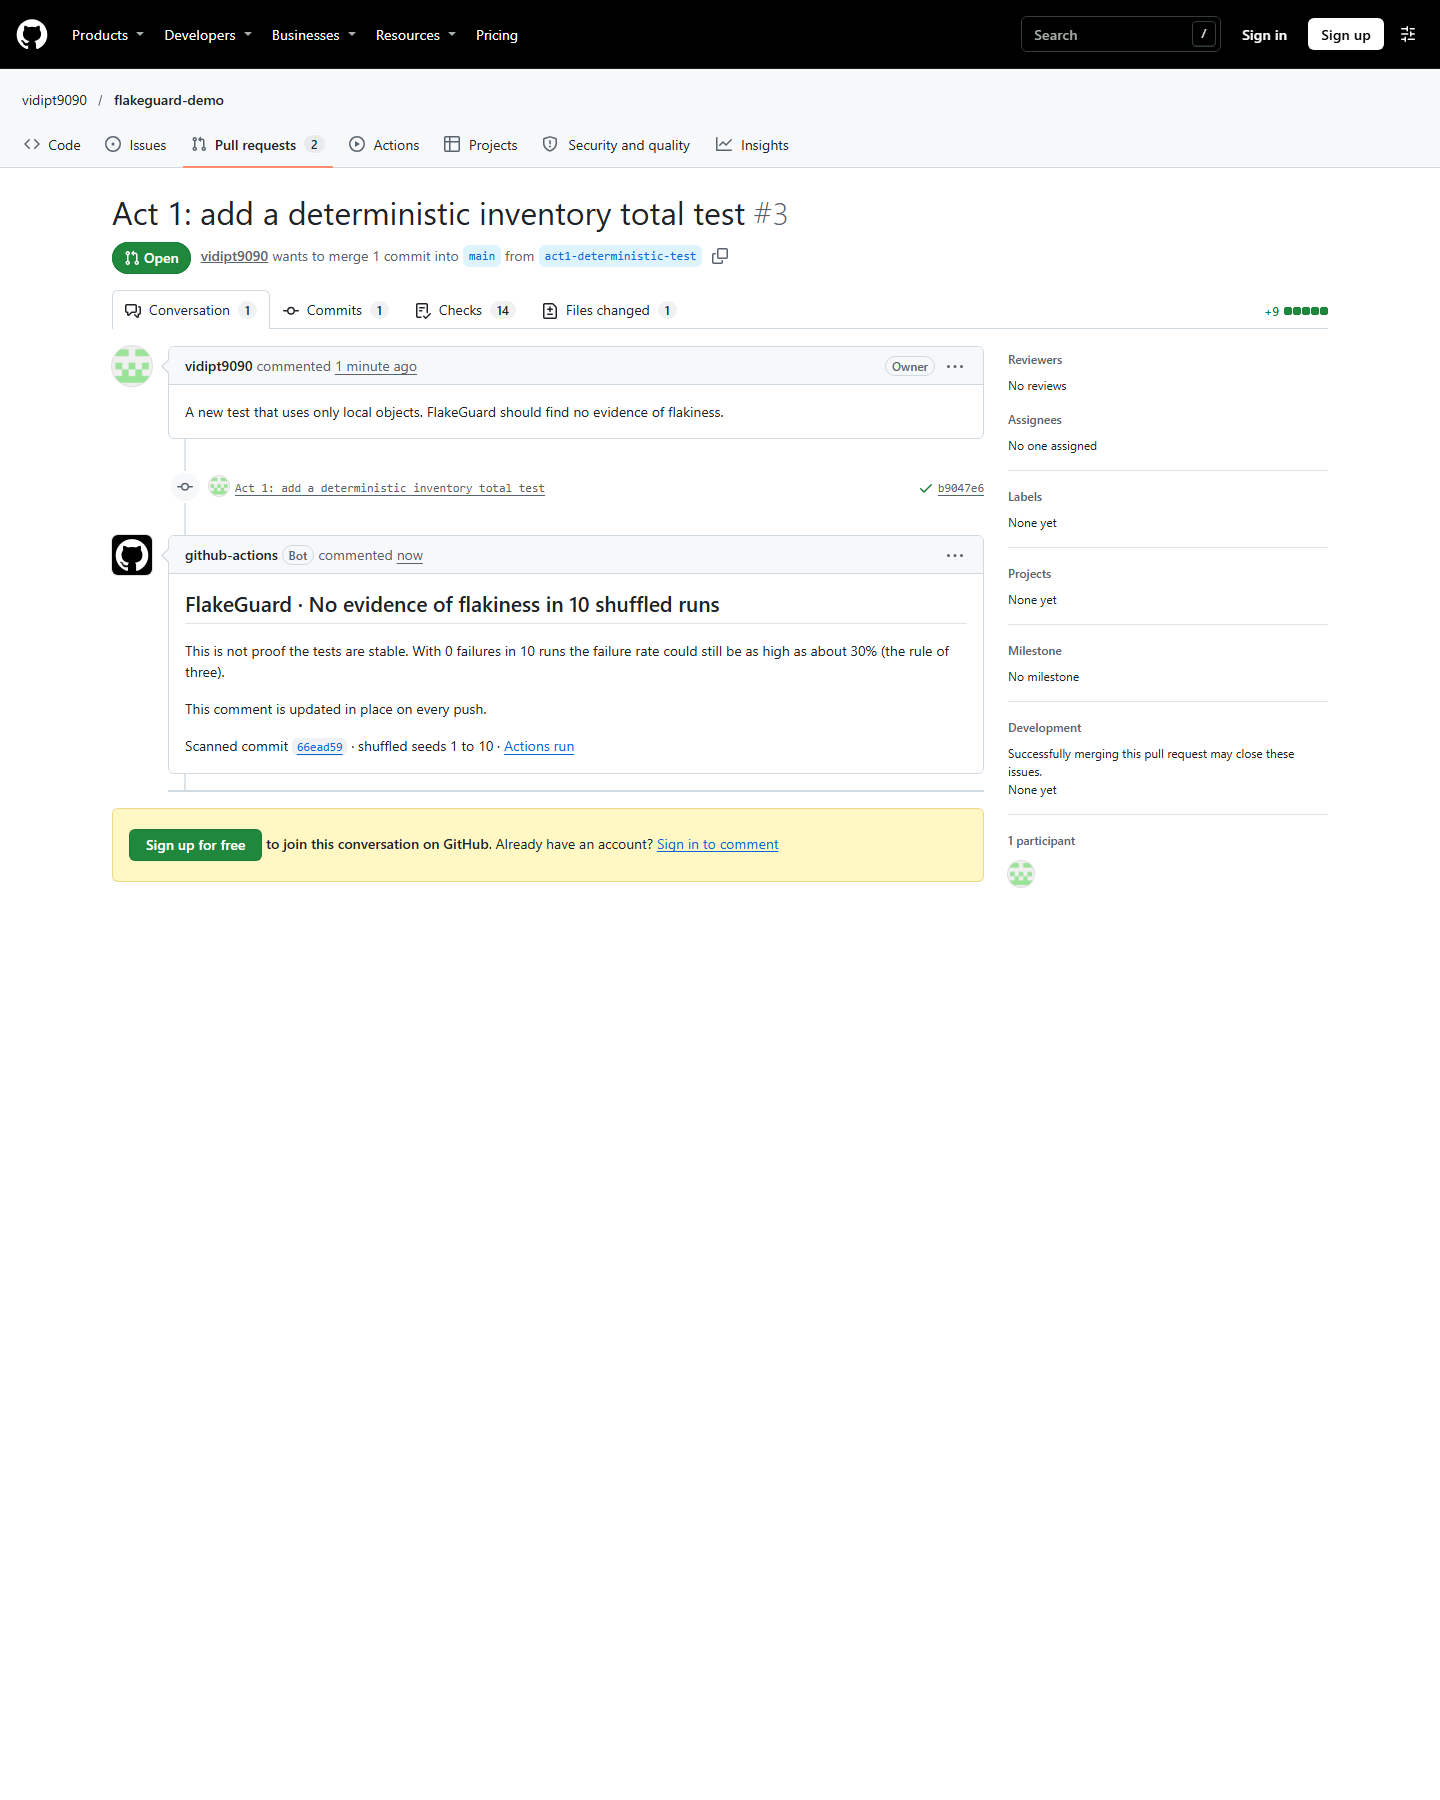 Products Developers Businesses Resources Pricing Search / Sign in Sign up
vidipt9090 / flakeguard-demo
Code Issues Pull requests 2 Actions Projects Security and quality Insights
Act 1: add a deterministic inventory total test #3
Open vidipt9090 wants to merge 1 commit into main from act1-deterministic-test
Conversation 1 Commits 1 Checks 14 Files changed 1 +9
vidipt9090 commented 1 minute ago Owner
A new test that uses only local objects. FlakeGuard should find no evidence of flakiness.
Act 1: add a deterministic inventory total test b9047e6
github-actions Bot commented now
FlakeGuard · No evidence of flakiness in 10 shuffled runs
This is not proof the tests are stable. With 0 failures in 10 runs the failure rate could still be as high as about 30% (the rule of
three).
This comment is updated in place on every push.
Scanned commit 66ead59 · shuffled seeds 1 to 10 · Actions run
Sign up for free to join this conversation on GitHub. Already have an account? Sign in to comment
Reviewers
No reviews
Assignees
No one assigned
Labels
None yet
Projects
None yet
Milestone
No milestone
Development
Successfully merging this pull request may close these
issues.
None yet
1 participant